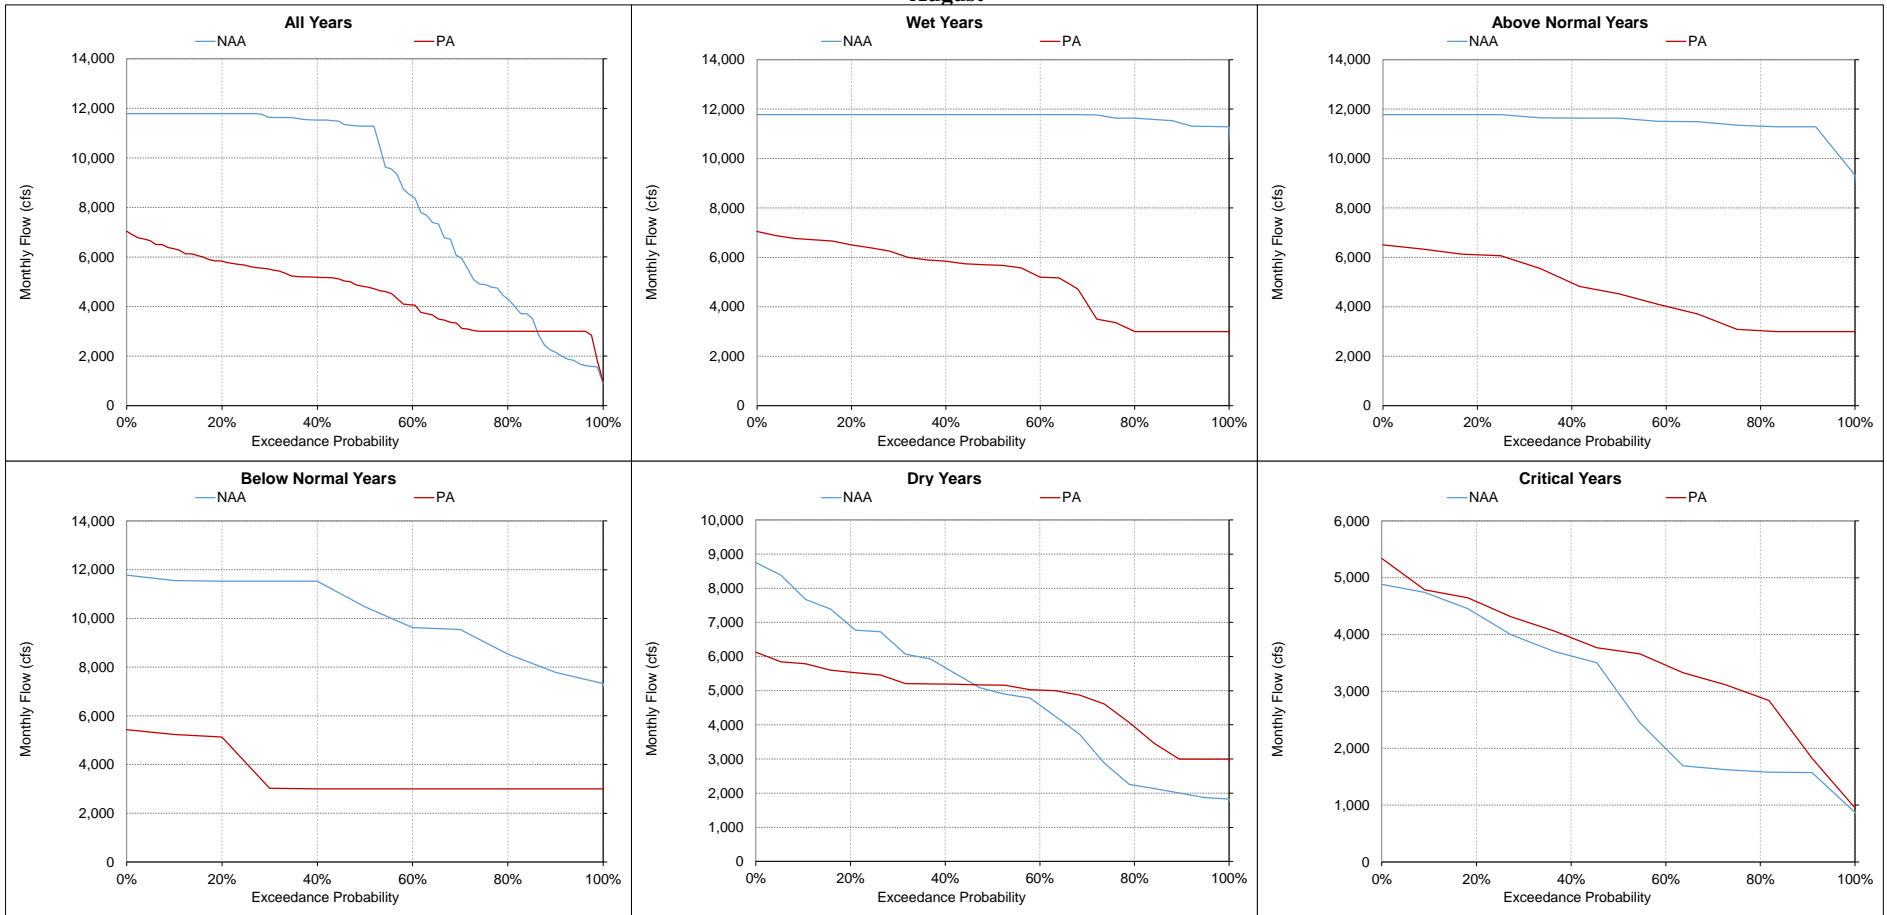 August
All Years
NAA PA
14,000
12,000
10,000
8,000
6,000
4,000
2,000
0
Monthly Flow (cfs)
0% 20% 40% 60% 80% 100%
Exceedance Probability
Wet Years
NAA PA
14,000
12,000
10,000
8,000
6,000
4,000
2,000
0
Monthly Flow (cfs)
0% 20% 40% 60% 80% 100%
Exceedance Probability
Above Normal Years
NAA PA
14,000
12,000
10,000
8,000
6,000
4,000
2,000
0
Monthly Flow (cfs)
0% 20% 40% 60% 80% 100%
Exceedance Probability
Below Normal Years
NAA PA
14,000
12,000
10,000
8,000
6,000
4,000
2,000
0
Monthly Flow (cfs)
0% 20% 40% 60% 80% 100%
Exceedance Probability
Dry Years
NAA PA
10,000
9,000
8,000
7,000
6,000
5,000
4,000
3,000
2,000
1,000
0
Monthly Flow (cfs)
0% 20% 40% 60% 80% 100%
Exceedance Probability
Critical Years
NAA PA
6,000
5,000
4,000
3,000
2,000
1,000
0
Monthly Flow (cfs)
0% 20% 40% 60% 80% 100%
Exceedance Probability